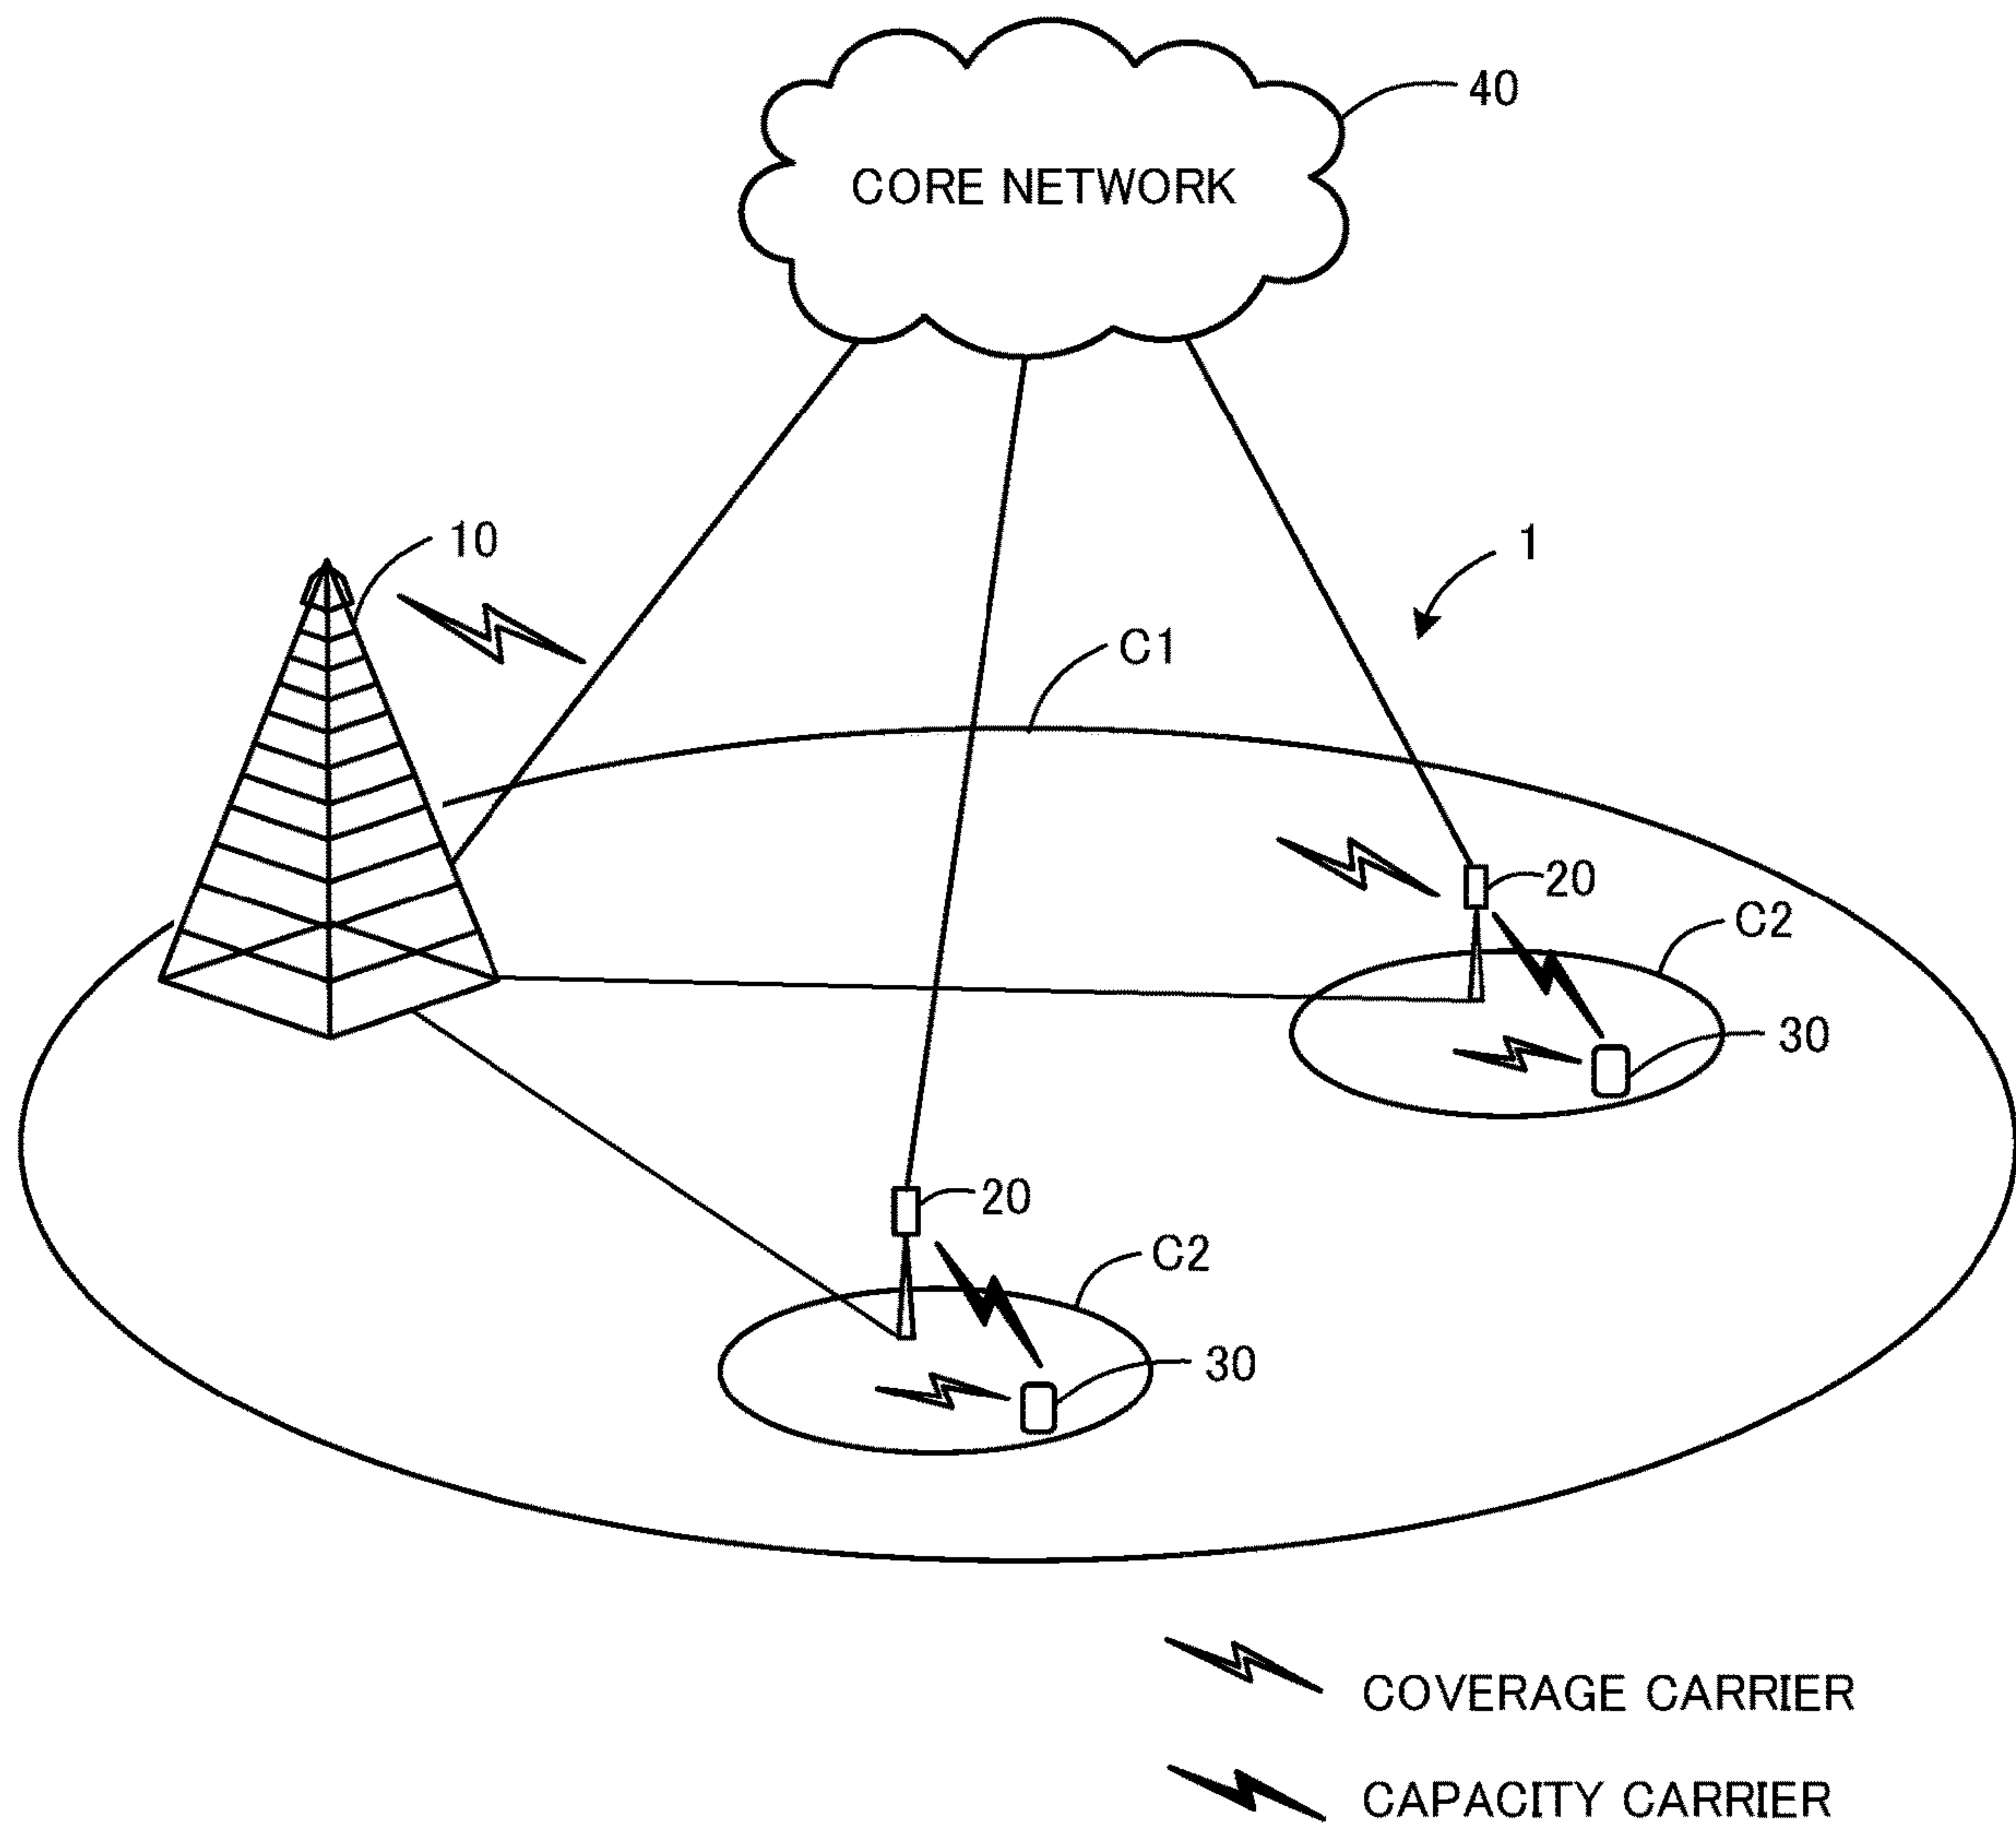 40
CORE NETWORK
10
1
C1
20
C2
30
20
C2
30
COVERAGE CARRIER
CAPACITY CARRIER